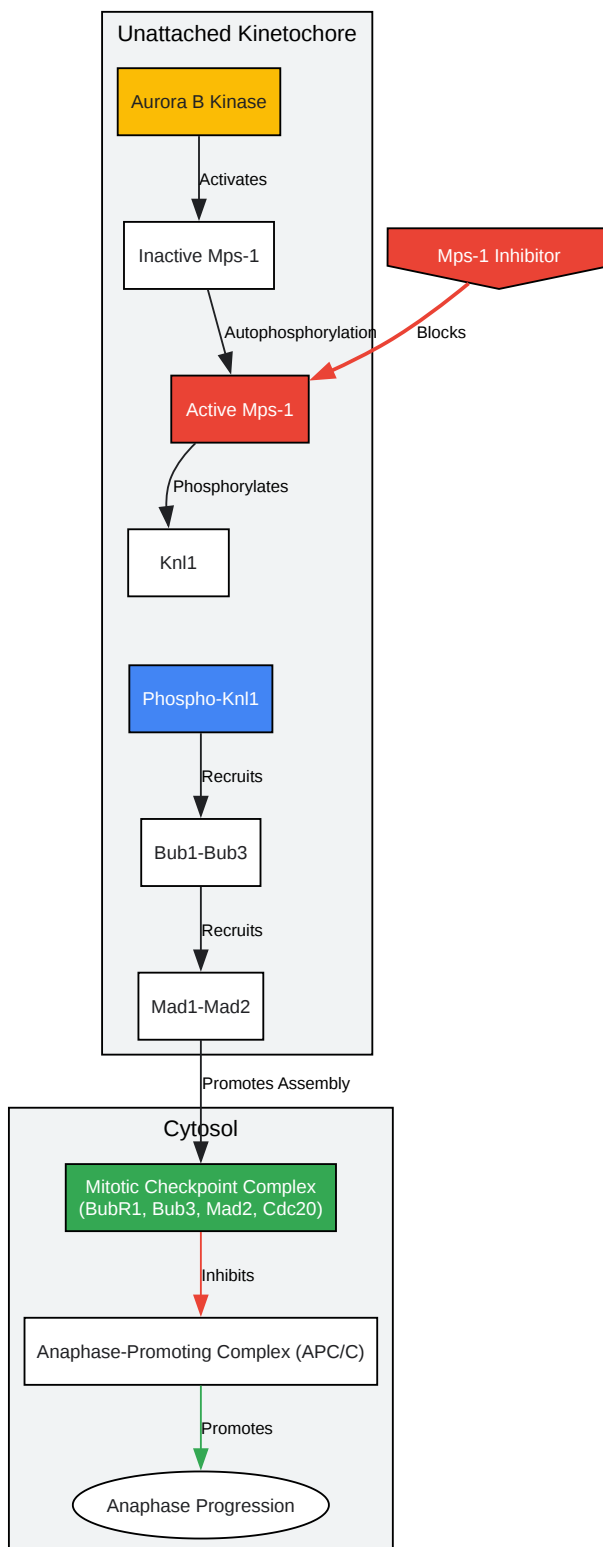 Unattached Kinetochore
Aurora B Kinase
Activates
Inactive Mps-1
Mps-1 Inhibitor
Autophosphorylation
Blocks
Active Mps-1
Phosphorylates
Knl1
Phospho-Knl1
Recruits
Bub1-Bub3
Recruits
Mad1-Mad2
Promotes Assembly
Cytosol
Mitotic Checkpoint Complex
(BubR1, Bub3, Mad2, Cdc20)
Inhibits
Anaphase-Promoting Complex (APC/C)
Promotes
Anaphase Progression